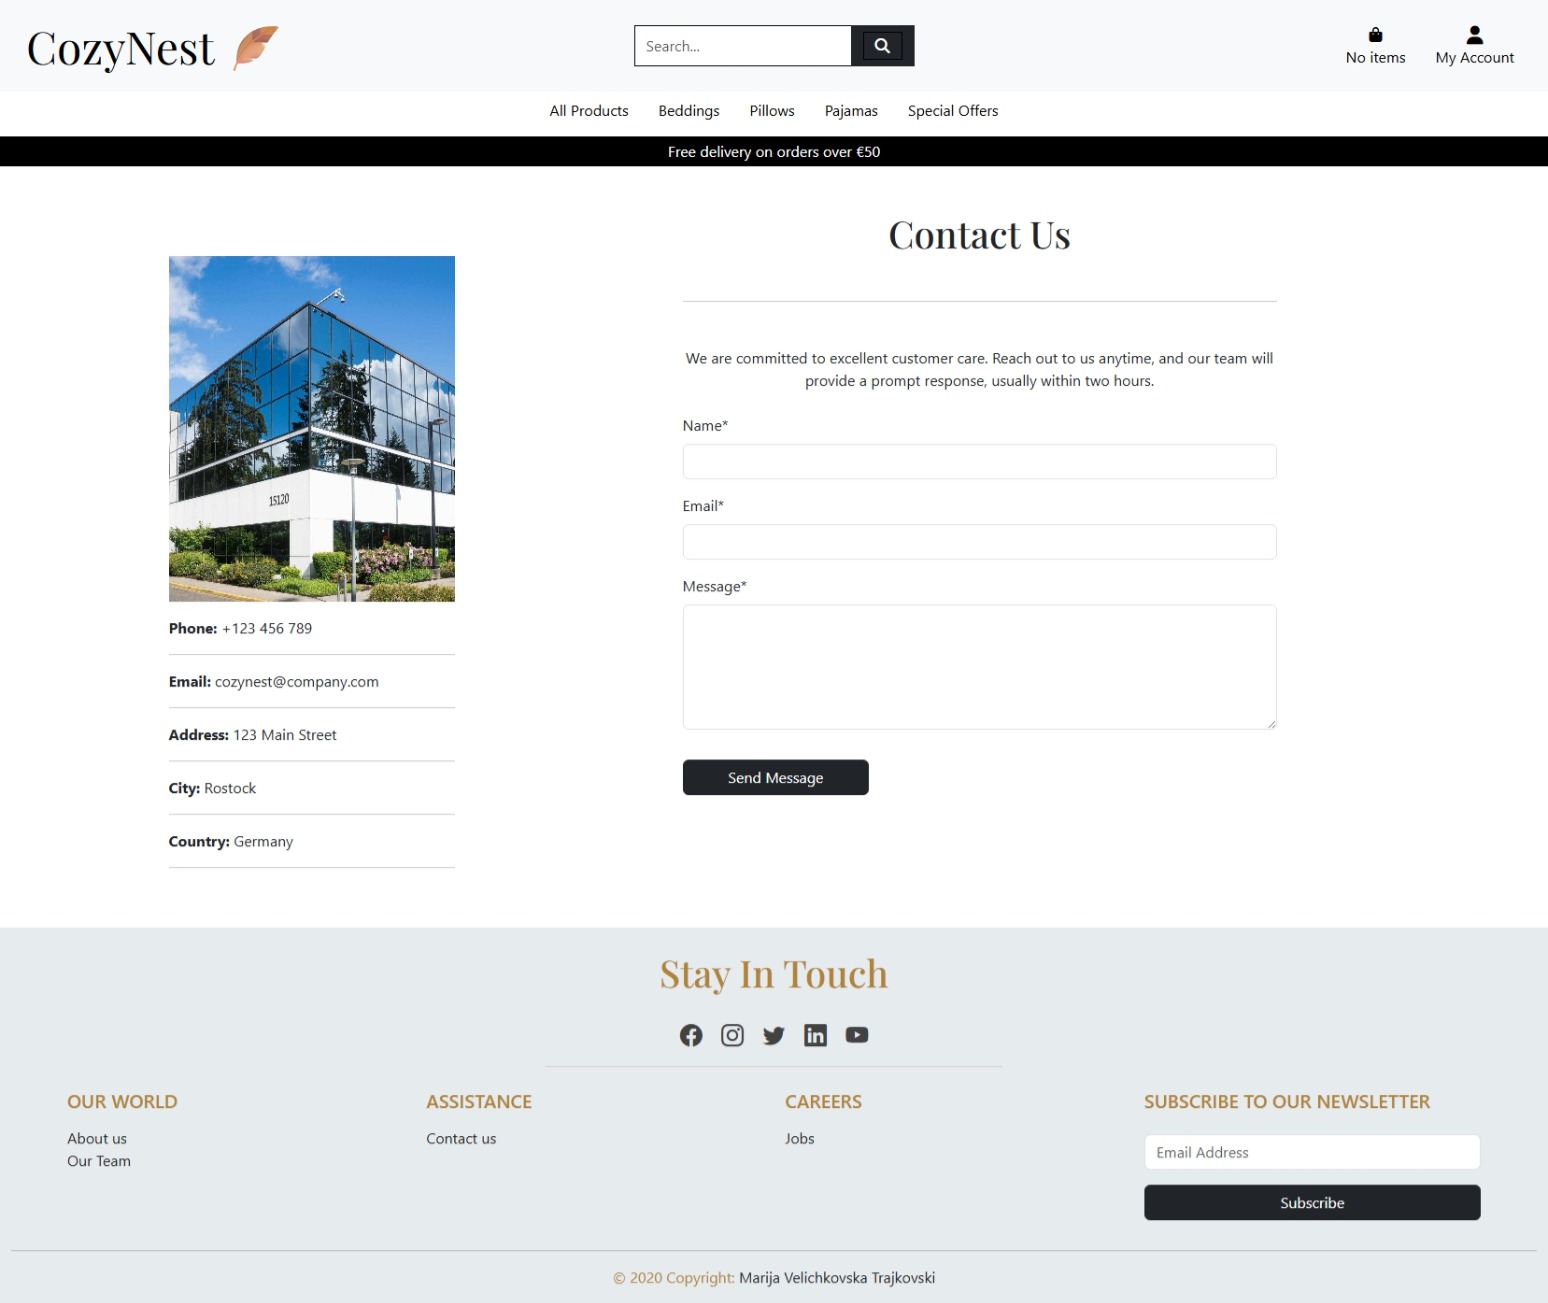 CozyNest
Search...
No items
My Account
All Products
Beddings
Pillows
Pajamas
Special Offers
Free delivery on orders over €50
Contact Us
15120
Phone: +123 456 789
Email: cozynest@company.com
Address: 123 Main Street
City: Rostock
Country: Germany
We are committed to excellent customer care. Reach out to us anytime, and our team will
provide a prompt response, usually within two hours.
Name*
Email*
Message*
Send Message
Stay In Touch
OUR WORLD
About us
Our Team
ASSISTANCE
Contact us
CAREERS
Jobs
SUBSCRIBE TO OUR NEWSLETTER
Email Address
Subscribe
© 2020 Copyright: Marija Velichkovska Trajkovski